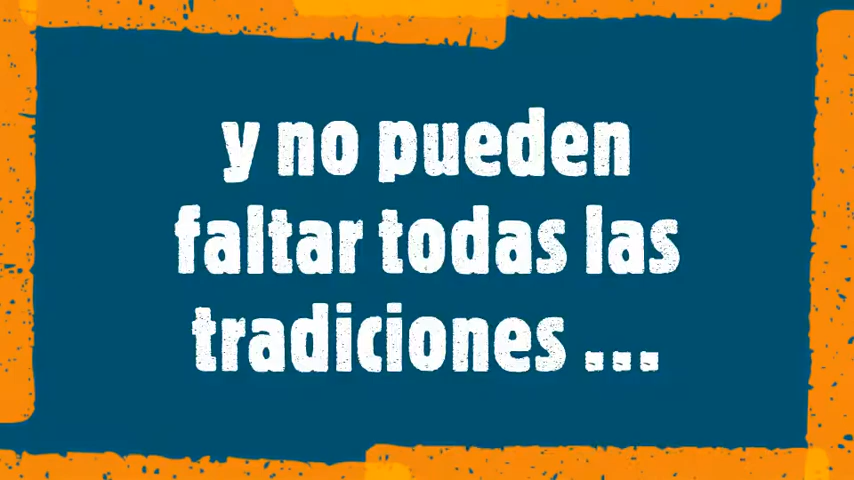 y no pueden
faltar todas las
tradiciones ...